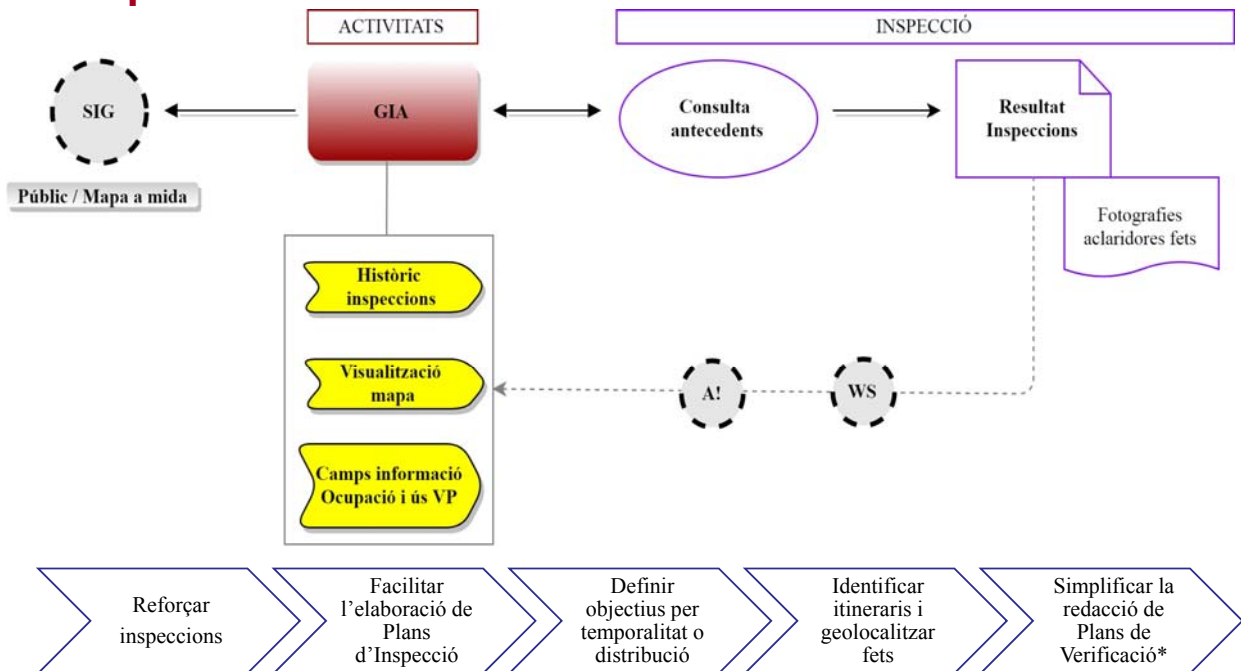 ACTIVITATS
INSPECCIÓ
SIG
GIA
Consulta
antecedents
Resultat
Inspeccions
Públic / Mapa a mida
Fotografies
aclaridores fets
Històric
inspeccions
Visualització
mapa
A!
WS
Camps informació
Ocupació i ús VP
Reforçar
inspeccions
Facilitar
l’elaboració de
Plans
d’Inspecció
Definir
objectius per
temporalitat o
distribució
Identificar
itineraris i
geolocalitzar
fets
Simplificar la
redacció de
Plans de
Verificació*